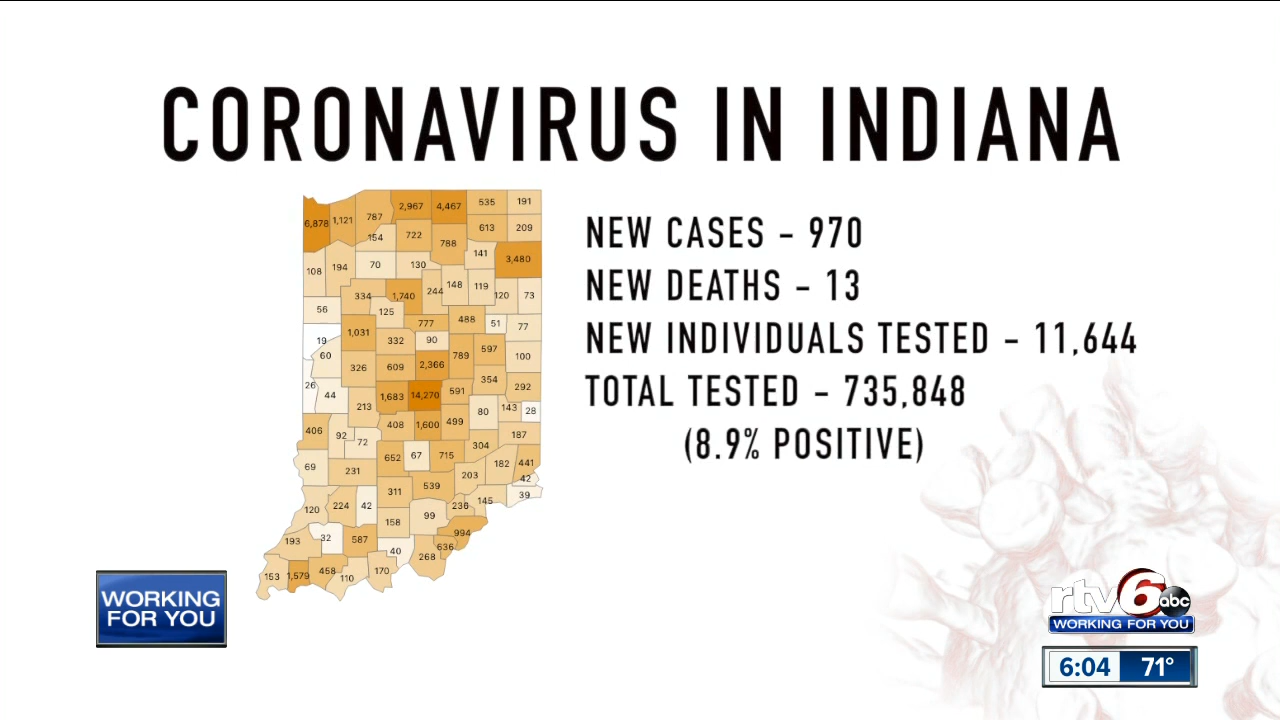 CORONAVIRUS IN INDIANA
6,878 1,121 787 2,967 4,467 535 191
154 722 788 613 209
108 194 70 130 141 3,480
334 1,740 244 148 119 120 73
56 125
1,031 777 488 51 77
19 332 90
60 326 609 2,366 789 597 100
26 44 1,683 14,270 591 354 292
213 408 1,600 499 80 143 28
406 92 72 187
652 67 715 304
69 231 203 182 441
42
311 539 39
120 224 42 236 145
158 99
193 32 587 994
40 636
153 1,579 458 110 170 268
NEW CASES - 970
NEW DEATHS - 13
NEW INDIVIDUALS TESTED - 11,644
TOTAL TESTED - 735,848
(8.9% POSITIVE)
WORKING
FOR YOU
rtv6 abc
WORKING FOR YOU
6:04 71°